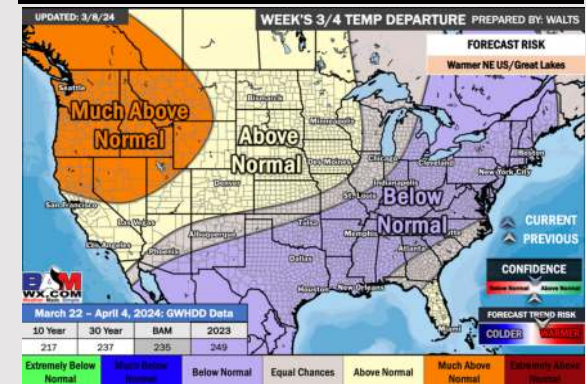 UPDATED: 3/8/24
WEEK'S 3/4 TEMP DEPARTURE PREPARED BY: WALTS
FORECAST RISK
Warmer NE US/Great Lakes
Seattle
Bismarck
Much Above
Normal
Minneapolis
Above
Normal
Boston
Des Moines
Chicago
Cleveland
New York City
San Francisco
Denver
Indianapolis
St. Louis
Below
Normal
Las Vegas
Los Angeles
Phoenix
Albuquerque
Tulsa
Memphis
Atlanta
Dallas
Houston
New Orleans
Miami
CURRENT
PREVIOUS
CONFIDENCE
Below Normal Above Normal
FORECAST TREND RISK
COLDER WARMER
BAM
WX.COM
March 22 – April 4, 2024: GWHDD Data
10 Year 30 Year BAM 2023
217 237 235 249
Extremely Below Normal
Much Below Normal
Below Normal
Equal Chances
Above Normal
Much Above Normal
Extremely Above Normal